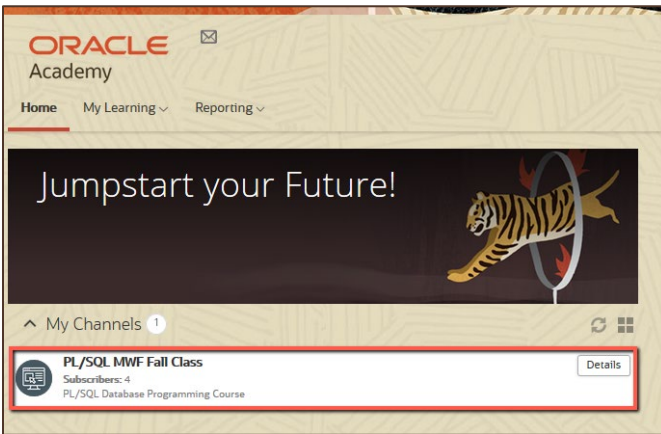 ORACLE
Academy
Home My Learning Reporting
Jumpstart your Future!
My Channels 1
PL/SQL MWF Fall Class
Details
Subscribers: 4
PL/SQL Database Programming Course